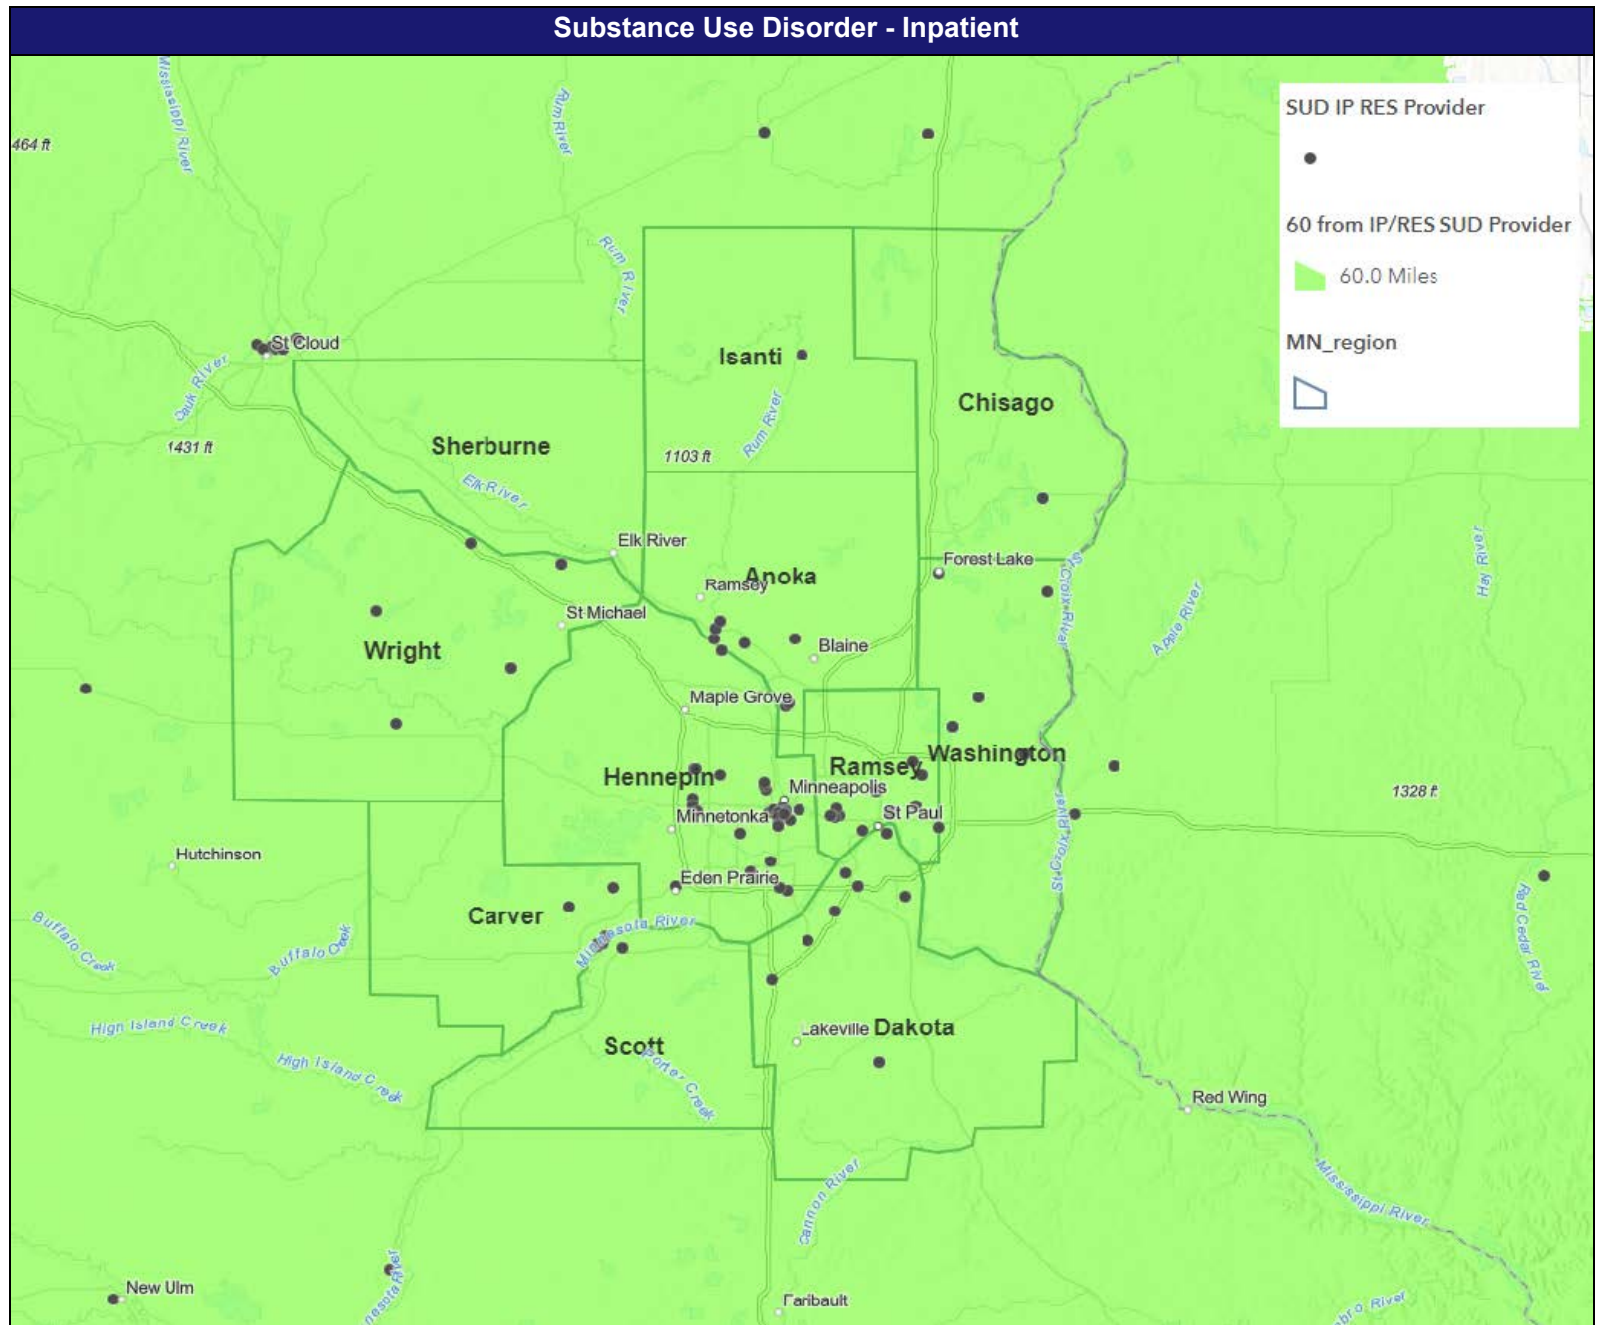 Substance Use Disorder - Inpatient
Mississippi River
Rum River
464 ft
SUD IP RES Provider
60 from IP/RES SUD Provider
60.0 Miles
MN_region
Rum River
St Cloud
Sauk River
Isanti
Chisago
Rum River
1431 ft
Sherburne
1103 ft
Elk River
Elk River
Forest Lake
St Croix River
Hay River
Anoka
Ramsey
Apple River
St Michael
Wright
Blaine
Maple Grove
Washington
Ramsey
Hennepin
Minneapolis
1328 ft
Minnetonka
St Paul
St Croix River
Hutchinson
Eden Prairie
Red Cedar River
Carver
Minnesota River
Buffalo Creek
Buffalo Creek
High Island Creek
High Island Creek
Scott
Porter Creek
Lakeville
Dakota
Red Wing
Mississippi River
Cannon River
nesota River
New Ulm
Faribault
bro River